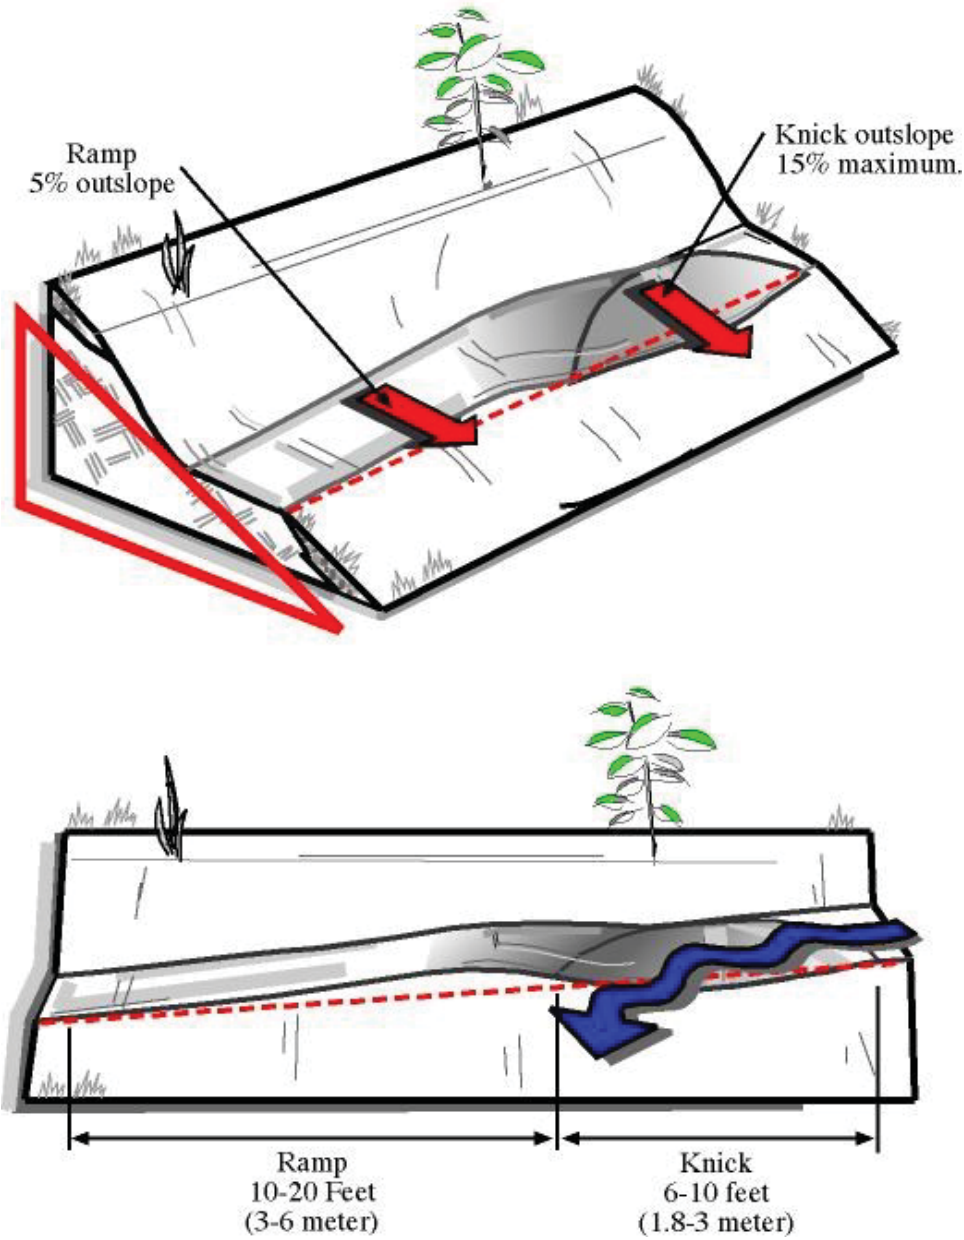 Ramp
5% outslope
Knick outslope
15% maximum.
Ramp
10-20 Feet
(3-6 meter)
Knick
6-10 feet
(1.8-3 meter)